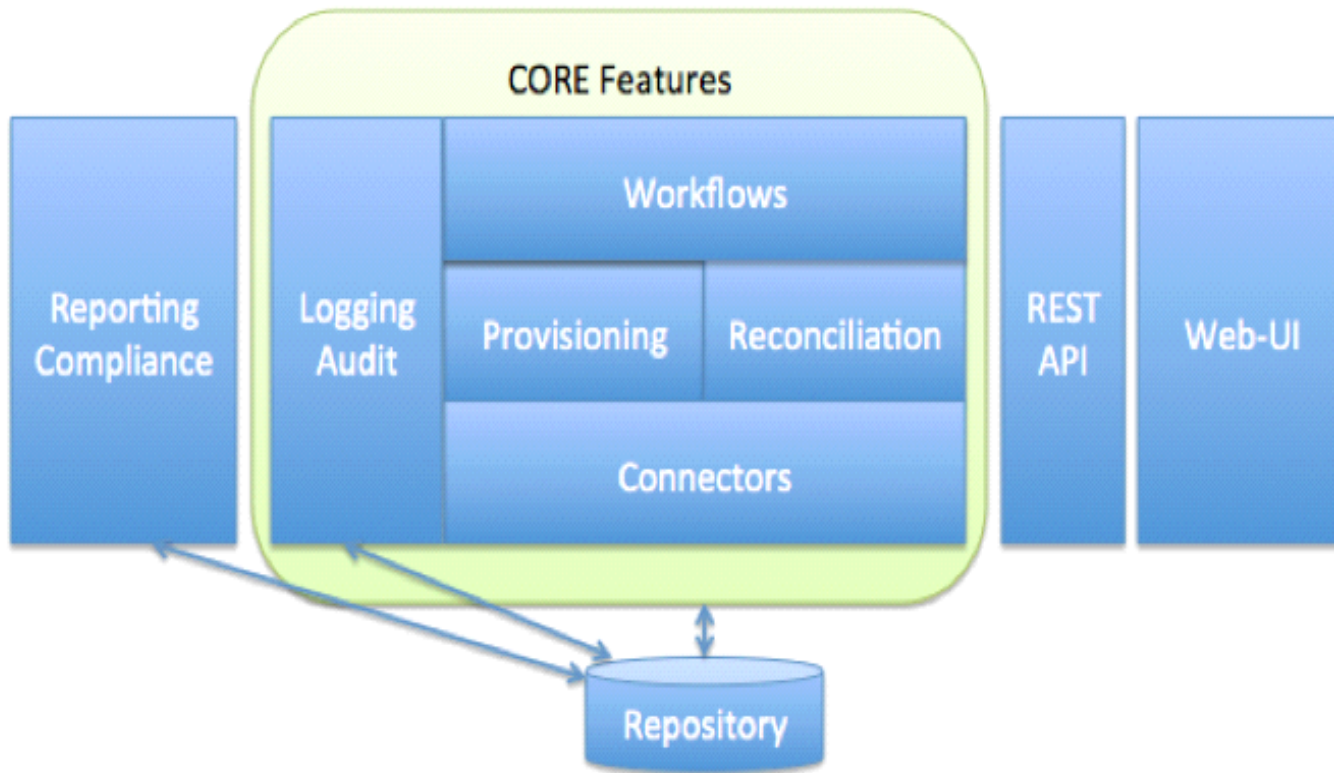 CORE Features
Reporting
Compliance
Logging
Audit
Workflows
Provisioning
Reconciliation
Connectors
REST
API
Web-UI
Repository